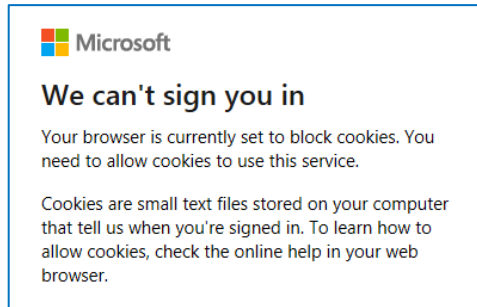 Microsoft
We can't sign you in
Your browser is currently set to block cookies. You
need to allow cookies to use this service.
Cookies are small text files stored on your computer
that tell us when you're signed in. To learn how to
allow cookies, check the online help in your web
browser.